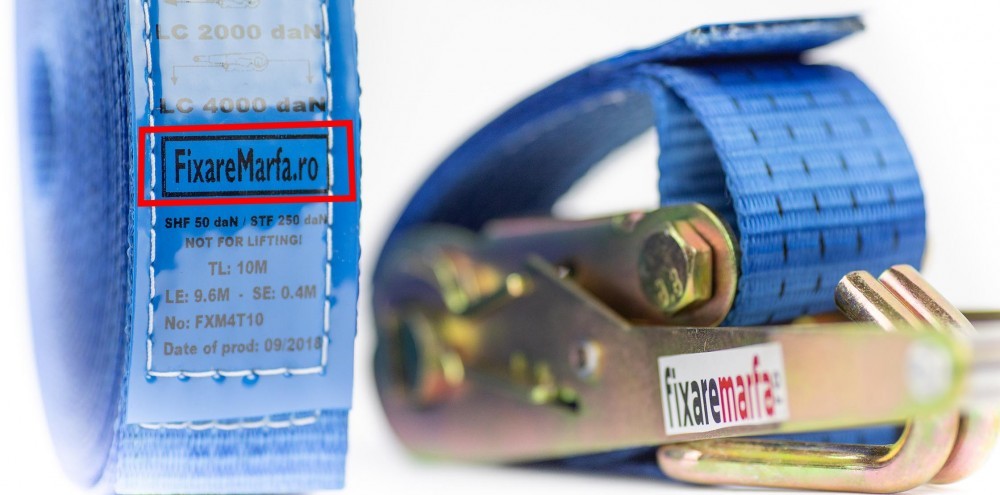 LC 2000 daN
LC 4000 daN
FixareMarfa.ro
SHF 50 daN / STF 250 daN
NOT FOR LIFTING!
TL: 10M
LE: 9.6M - SE: 0.4M
No: FXM4T10
Date of prod: 09/2018
fixaremarfa